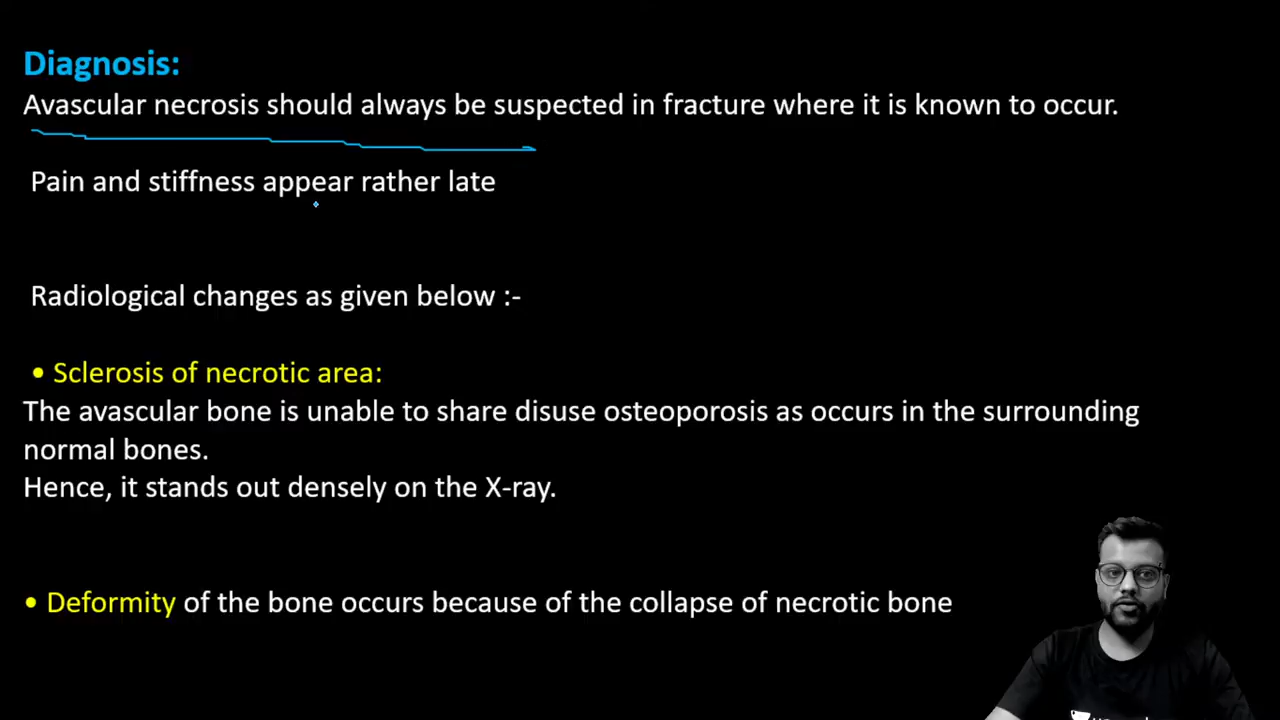 Diagnosis:
Avascular necrosis should always be suspected in fracture where it is known to occur.
Pain and stiffness appear rather late
Radiological changes as given below :-
• Sclerosis of necrotic area:
The avascular bone is unable to share disuse osteoporosis as occurs in the surrounding
normal bones.
Hence, it stands out densely on the X-ray.
• Deformity of the bone occurs because of the collapse of necrotic bone